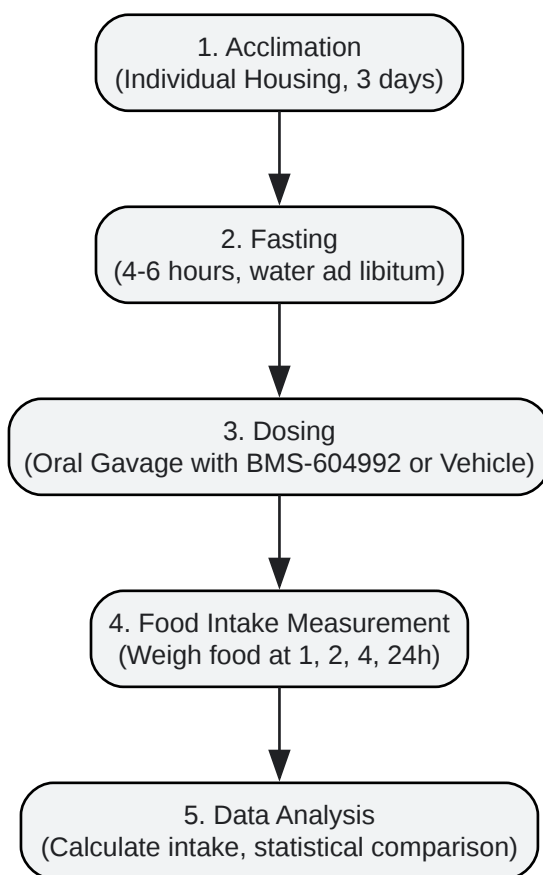 1. Acclimation
(Individual Housing, 3 days)
2. Fasting
(4-6 hours, water ad libitum)
3. Dosing
(Oral Gavage with BMS-604992 or Vehicle)
4. Food Intake Measurement
(Weigh food at 1, 2, 4, 24h)
5. Data Analysis
(Calculate intake, statistical comparison)